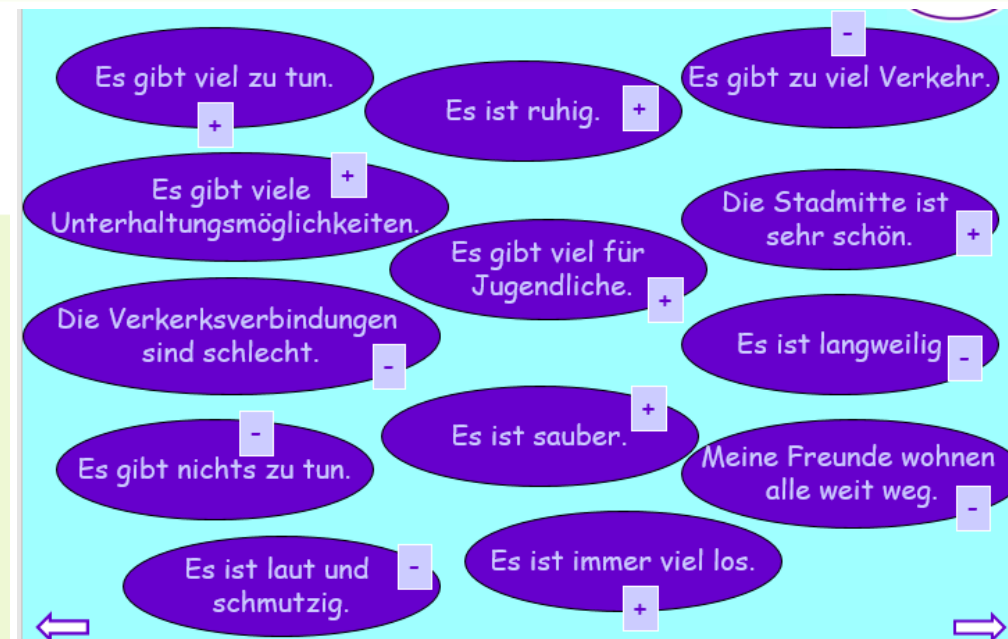 Es gibt viel zu tun.
+
Es ist ruhig.
+
-
Es gibt zu viel Verkehr.
+
Es gibt viele
Unterhaltungsmöglichkeiten.
Es gibt viel für
Jugendliche.
+
Die Stadmitte ist
sehr schön.
+
Die Verkerksverbindungen
sind schlecht.
-
Es ist langweilig
-
-
Es gibt nichts zu tun.
+
Es ist sauber.
Meine Freunde wohnen
alle weit weg.
-
Es ist laut und
schmutzig.
-
Es ist immer viel los.
+